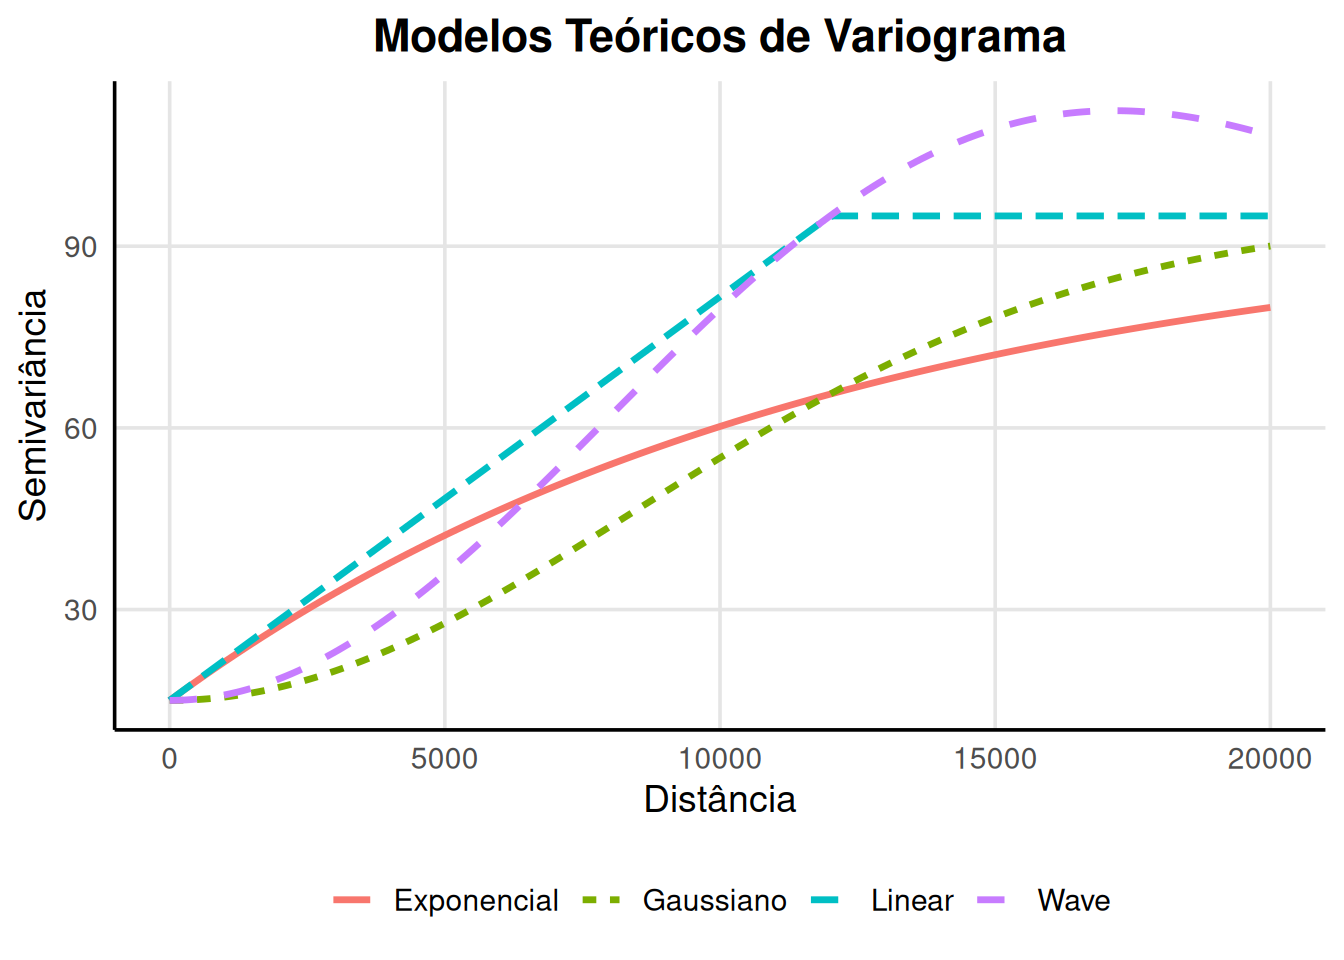 Modelos Teóricos de Variograma
Semivariância
90
60
30
0 5000 10000 15000 20000
Distância
Exponencial Gaussiano Linear Wave